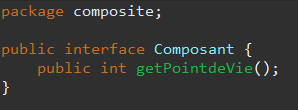 package composite;
public interface Composant {
public int getPointdeVie();
}